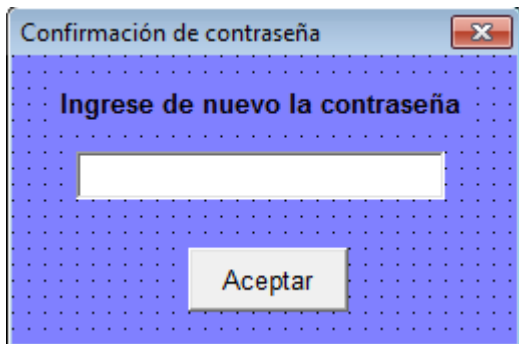 Confirmación de contraseña
Ingrese de nuevo la contraseña
Aceptar